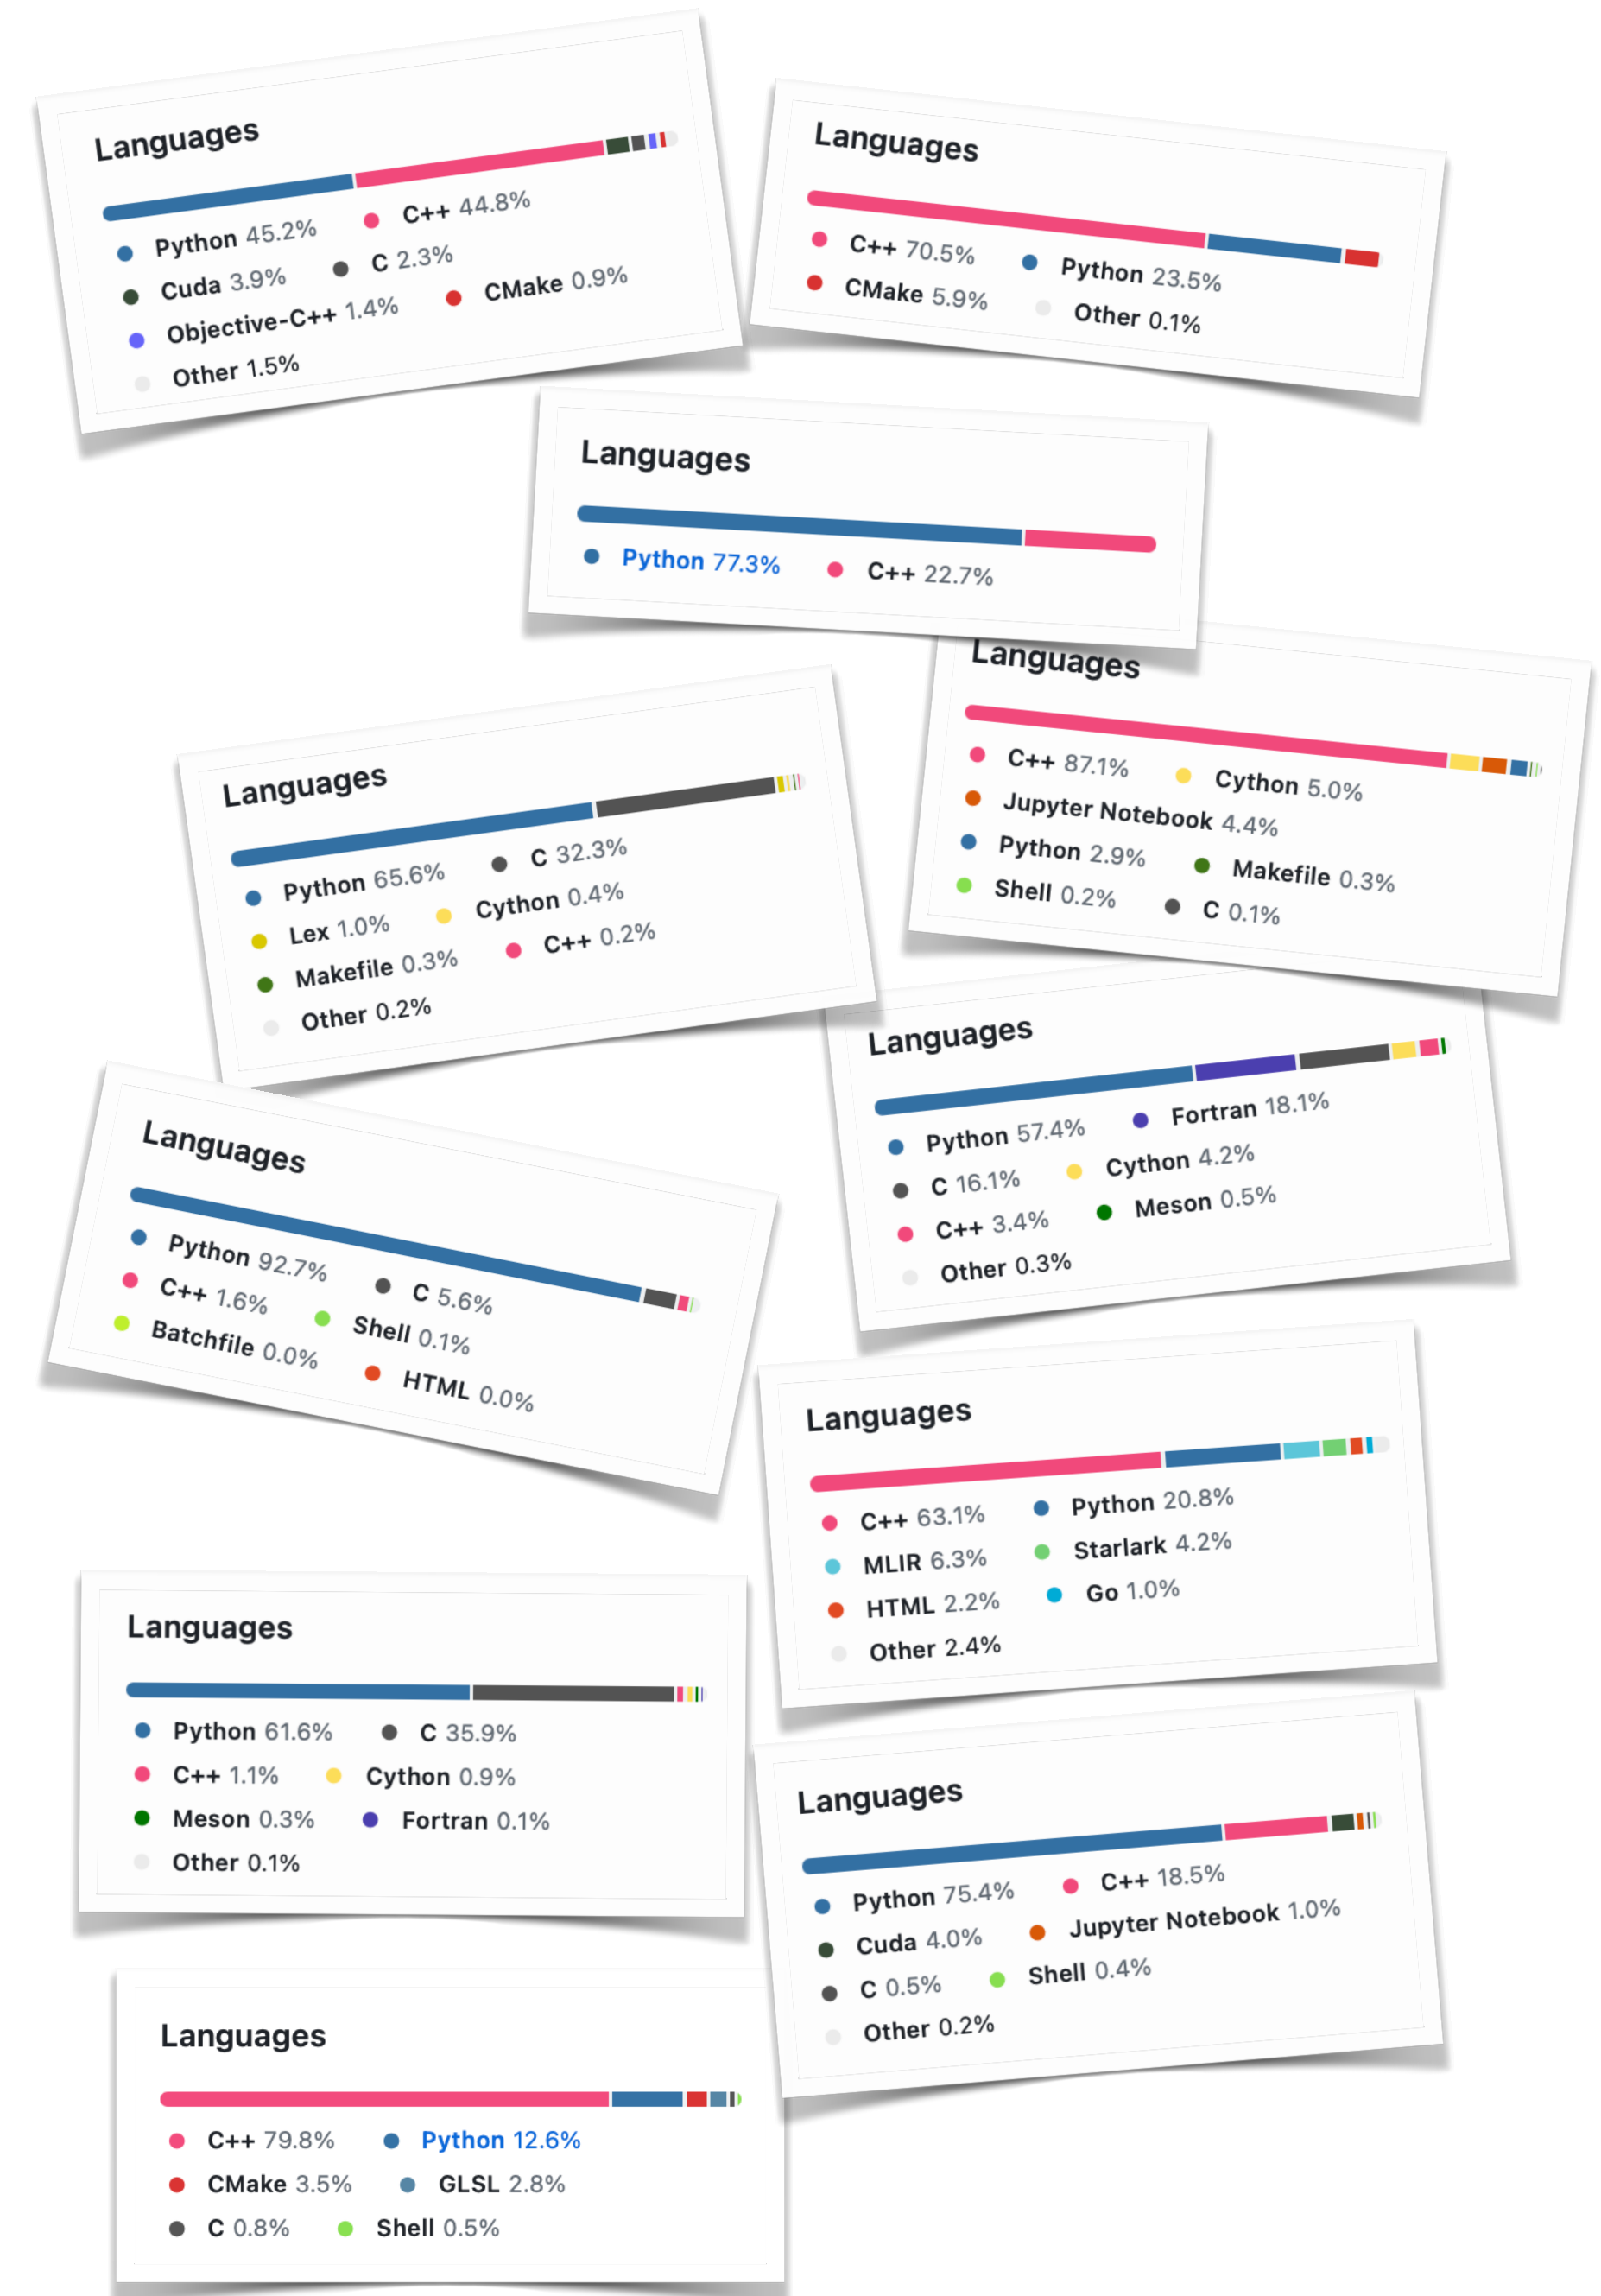 Languages
Python 45.2% C++ 44.8%
Cuda 3.9% C 2.3%
Objective-C++ 1.4% CMake 0.9%
Other 1.5%
Languages
C++ 70.5% Python 23.5%
CMake 5.9% Other 0.1%
Languages
Python 77.3% C++ 22.7%
Languages
C++ 87.1% Cython 5.0%
Jupyter Notebook 4.4%
Python 2.9% Makefile 0.3%
Shell 0.2% C 0.1%
Languages
Python 65.6% C 32.3%
Lex 1.0% Cython 0.4%
Makefile 0.3% C++ 0.2%
Other 0.2%
Languages
Python 57.4% Fortran 18.1%
C 16.1% Cython 4.2%
C++ 3.4% Meson 0.5%
Other 0.3%
Languages
Python 92.7% C 5.6%
C++ 1.6% Shell 0.1%
Batchfile 0.0% HTML 0.0%
Languages
C++ 63.1% Python 20.8%
MLIR 6.3% Starlark 4.2%
HTML 2.2% Go 1.0%
Other 2.4%
Languages
Python 61.6% C 35.9%
C++ 1.1% Cython 0.9%
Meson 0.3% Fortran 0.1%
Other 0.1%
Languages
Python 75.4% C++ 18.5%
Cuda 4.0% Jupyter Notebook 1.0%
C 0.5% Shell 0.4%
Other 0.2%
Languages
C++ 79.8% Python 12.6%
CMake 3.5% GLSL 2.8%
C 0.8% Shell 0.5%